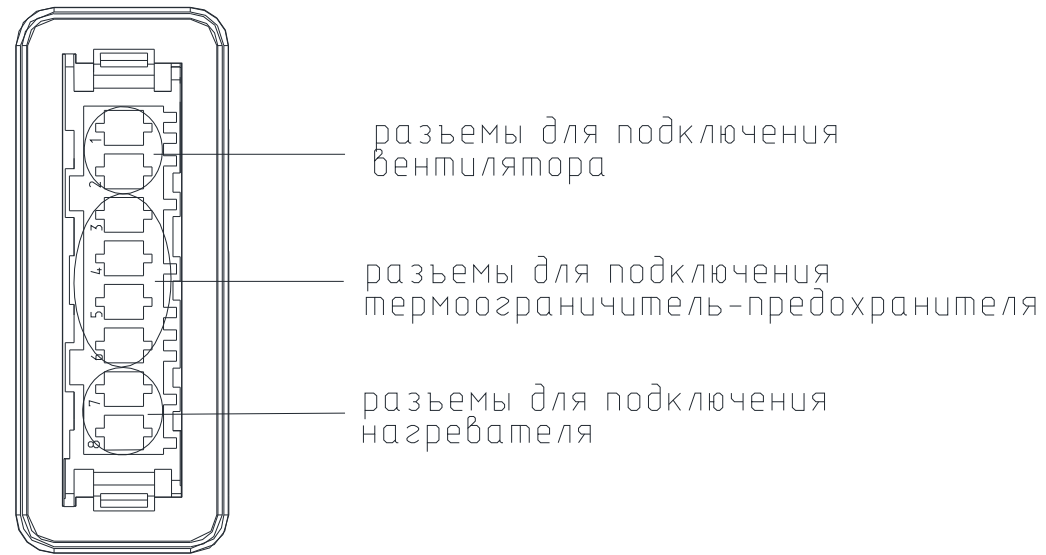 разъемы для подключения
вентилятора
1
2
3
разъемы для подключения
термоограничитель-предохранителя
4
5
6
разъемы для подключения
нагревателя
7
8